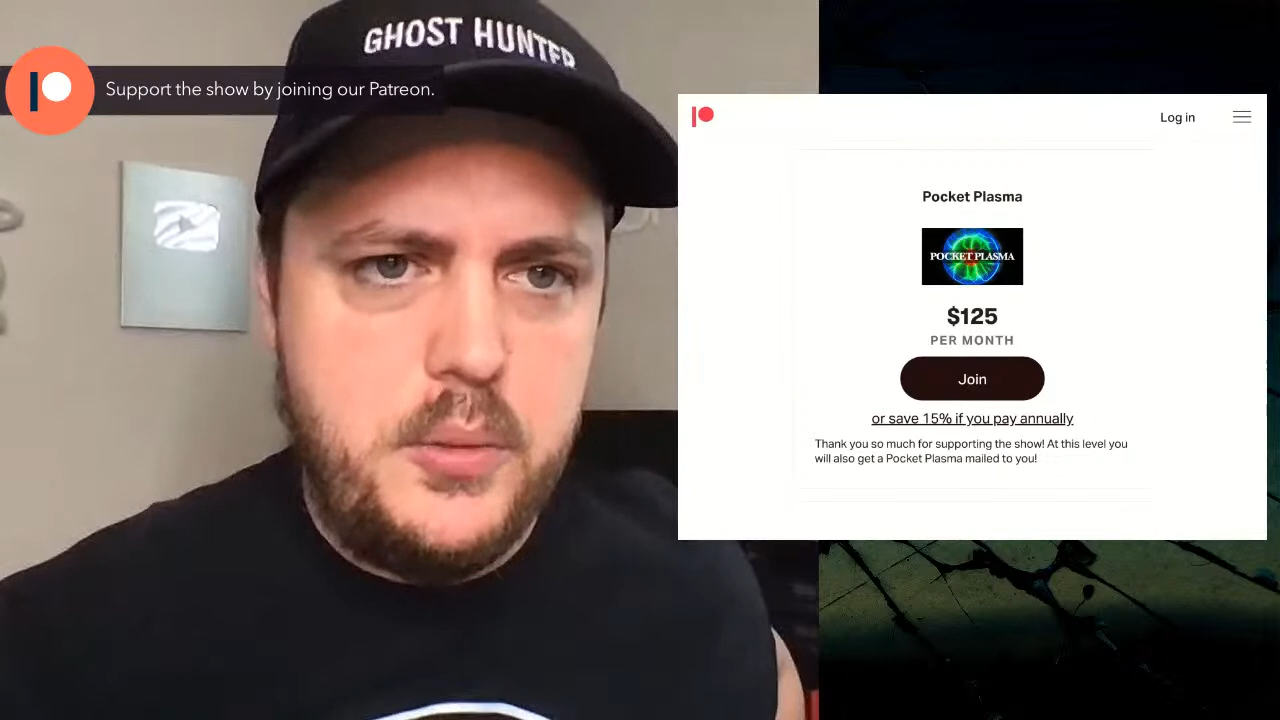 GHOST HUNTER
Support the show by joining our Patreon.
Log in
Pocket Plasma
POCKET PLASMA
$125
PER MONTH
Join
or save 15% if you pay annually
Thank you so much for supporting the show! At this level you
will also get a Pocket Plasma mailed to you!